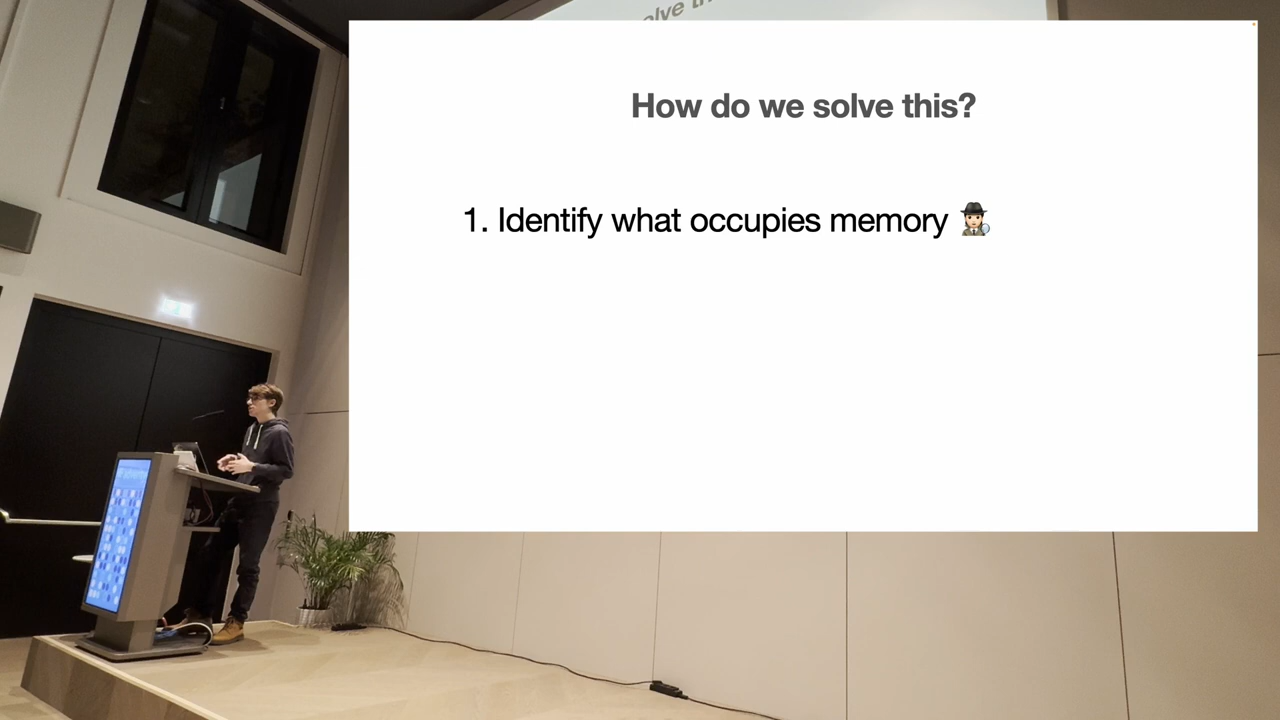 How do we solve this?
1. Identify what occupies memory 🕵🏻‍♀️